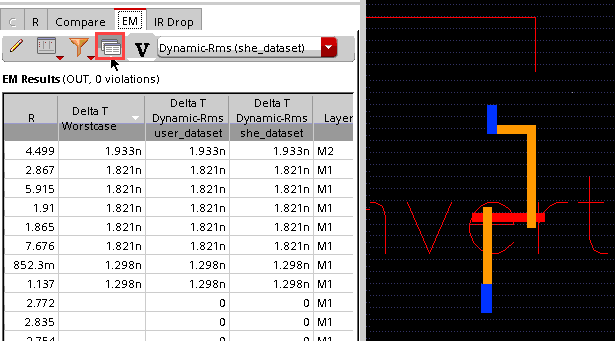 C R Compare EM IR Drop
V Dynamic-Rms (she_dataset)
EM Results (OUT, 0 violations)
R Delta T Worstcase Delta T Dynamic-Rms user_dataset Delta T Dynamic-Rms she_dataset Layer
4.499 1.933n 1.933n 1.933n M2
2.867 1.821n 1.821n 1.821n M1
5.915 1.821n 1.821n 1.821n M1
1.91 1.821n 1.821n 1.821n M1
1.865 1.821n 1.821n 1.821n M1
7.676 1.821n 1.821n 1.821n M1
852.3m 1.298n 1.298n 1.298n M1
1.137 1.298n 1.298n 1.298n M1
2.772 0 0 M1
2.835 0 0 M1
2.754 0 0 M1